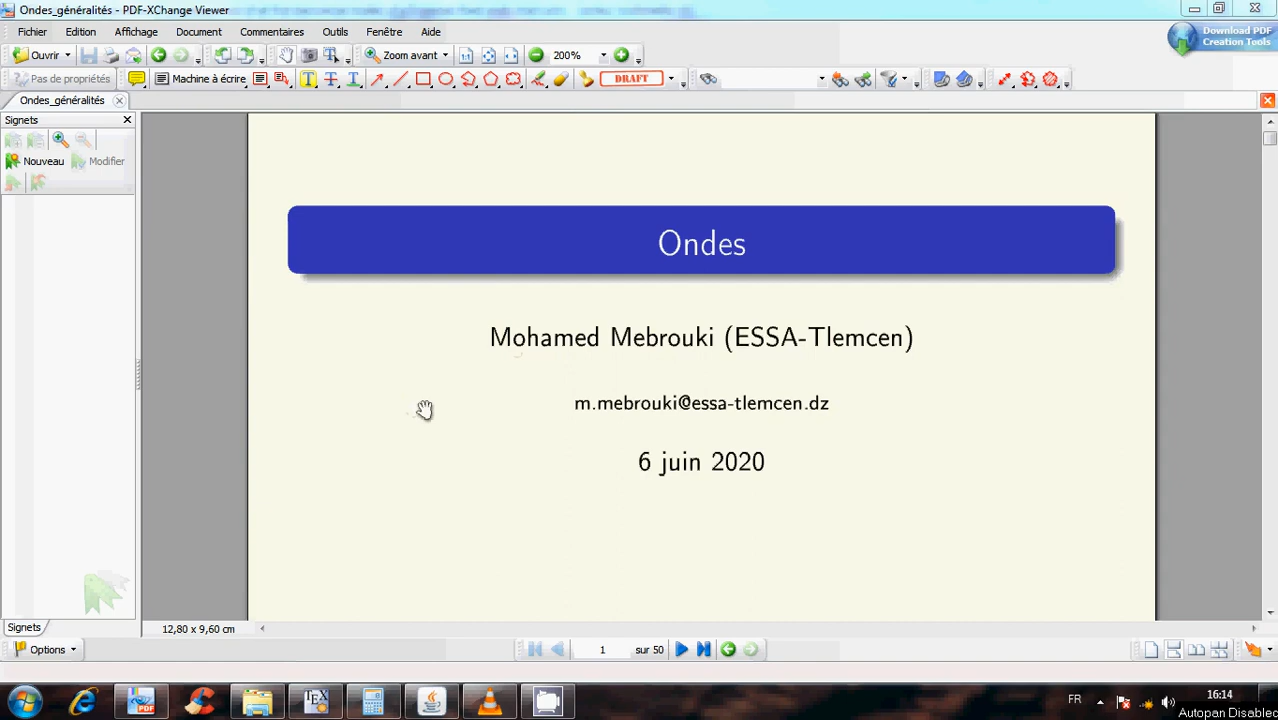 Ondes_généralités - PDF-XChange Viewer
Fichier Edition Affichage Document Commentaires Outils Fenêtre Aide
Download PDF
Creation Tools
Ouvrir Zoom avant 200%
Pas de propriétés Machine à écrire DRAFT
Ondes_généralités
Signets
Nouveau Modifier
Ondes
Mohamed Mebrouki (ESSA-Tlemcen)
m.mebrouki@essa-tlemcen.dz
6 juin 2020
Signets
12,80 x 9,60 cm
Options 1 sur 50
FR 16:14
Autopan Disabled